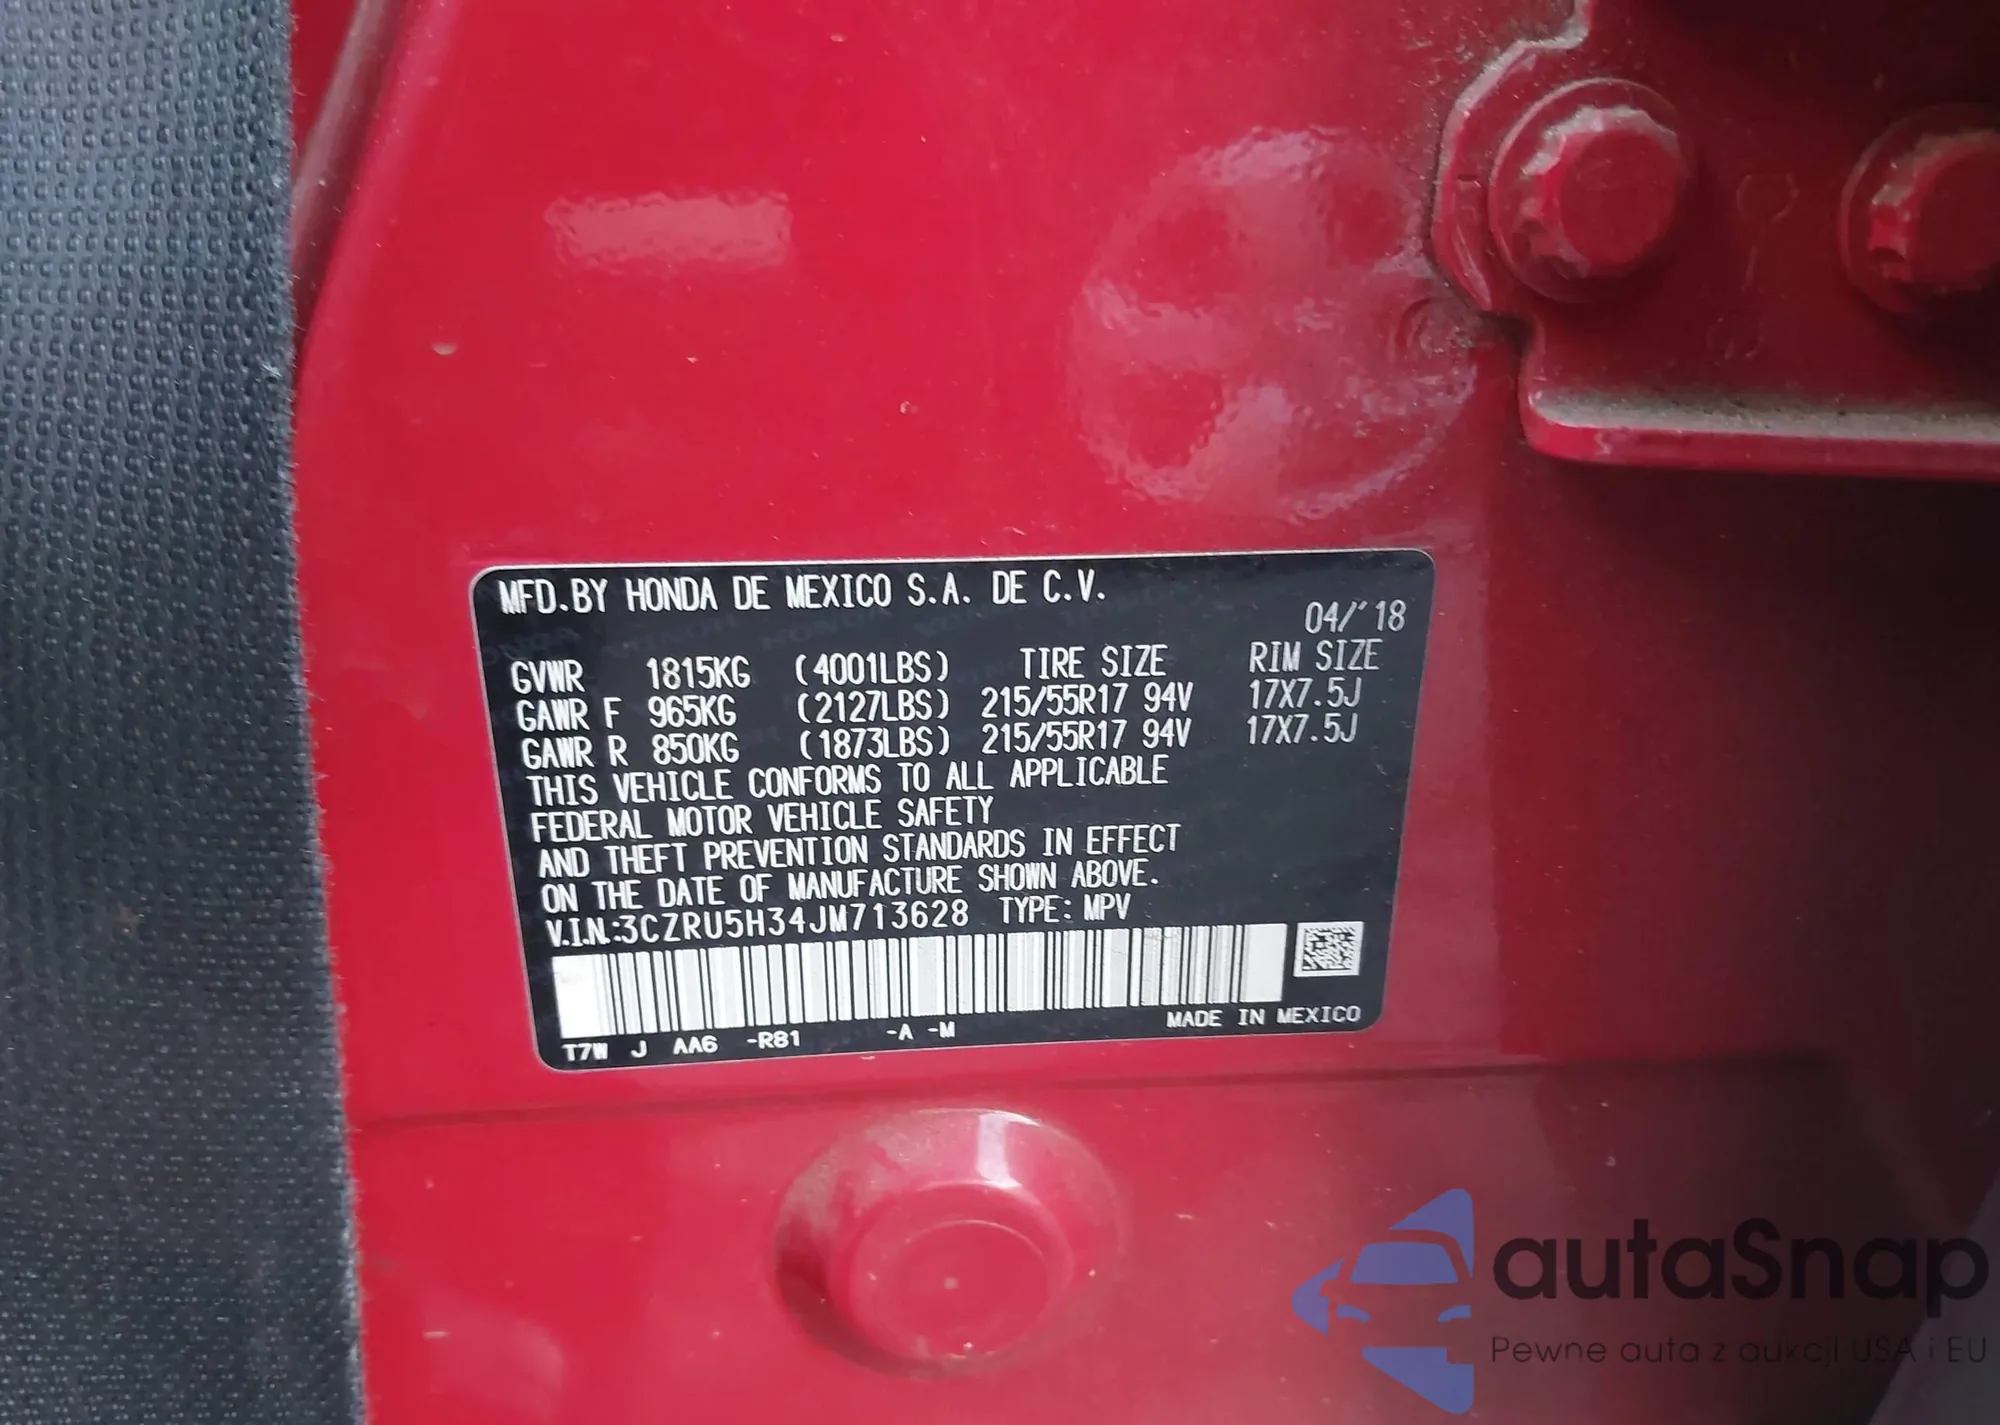 MFD.BY HONDA DE MEXICO S.A. DE C.V.
04/'18
GVWR 1815KG (4001LBS) TIRE SIZE RIM SIZE
GAWR F 965KG (2127LBS) 215/55R17 94V 17X7.5J
GAWR R 850KG (1873LBS) 215/55R17 94V 17X7.5J
THIS VEHICLE CONFORMS TO ALL APPLICABLE
FEDERAL MOTOR VEHICLE SAFETY
AND THEFT PREVENTION STANDARDS IN EFFECT
ON THE DATE OF MANUFACTURE SHOWN ABOVE.
V.I.N.:3CZRU5H34JM713628 TYPE: MPV
T7W J AA6 -R81 -A -M MADE IN MEXICO
autaSnap
Pewne auta z aukcji USA i EU